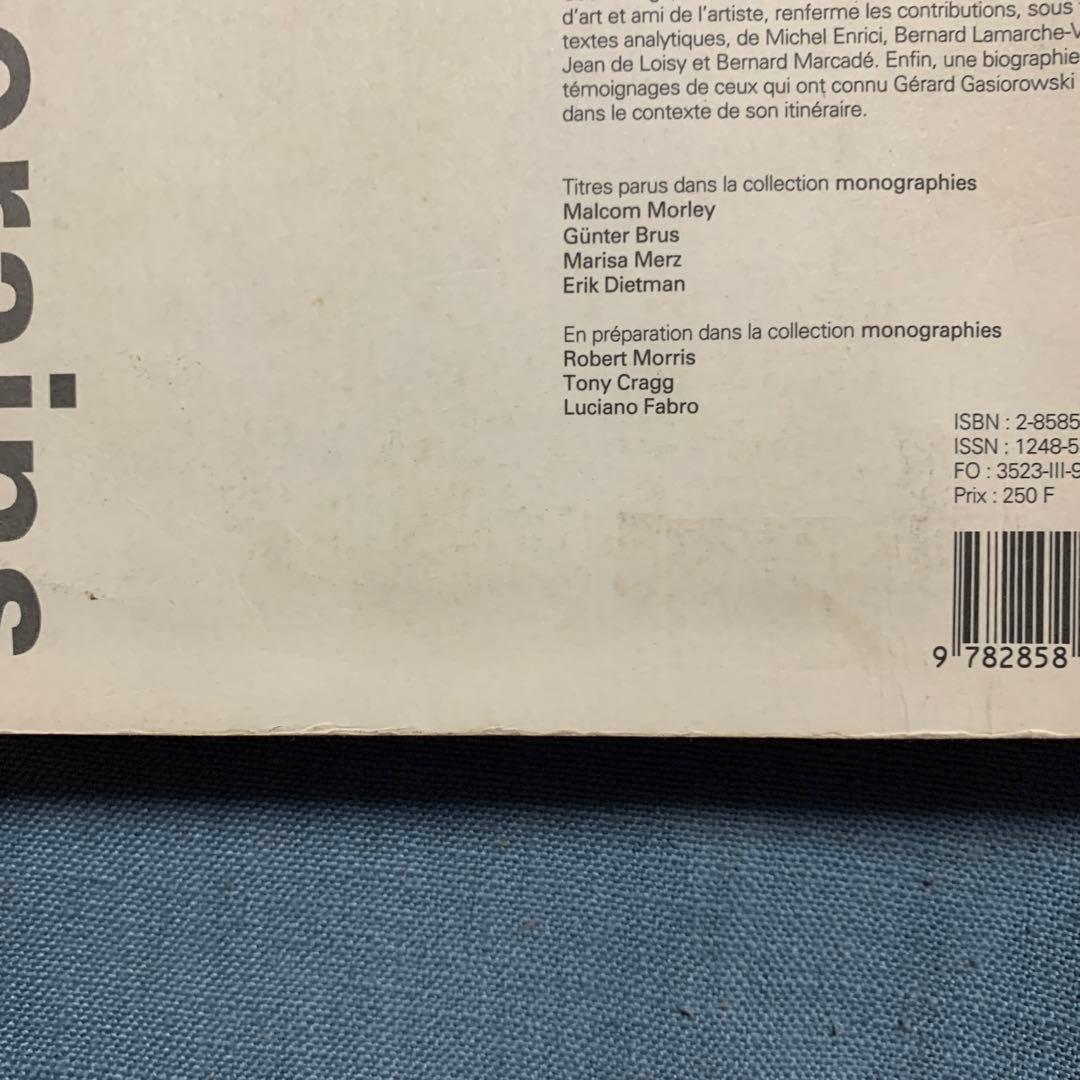 d'art et ami de l'artiste, renferme les contributions, sous
textes analytiques, de Michel Enrici, Bernard Lamarche-V
Jean de Loisy et Bernard Marcadé. Enfin, une biographie
témoignages de ceux qui ont connu Gérard Gasiorowski
dans le contexte de son itinéraire.
Titres parus dans la collection monographies
Malcom Morley
Günter Brus
Marisa Merz
Erik Dietman
En préparation dans la collection monographies
Robert Morris
Tony Cragg
Luciano Fabro
ISBN : 2-8585
ISSN : 1248-5
FO : 3523-III-9
Prix : 250 F
9 782858